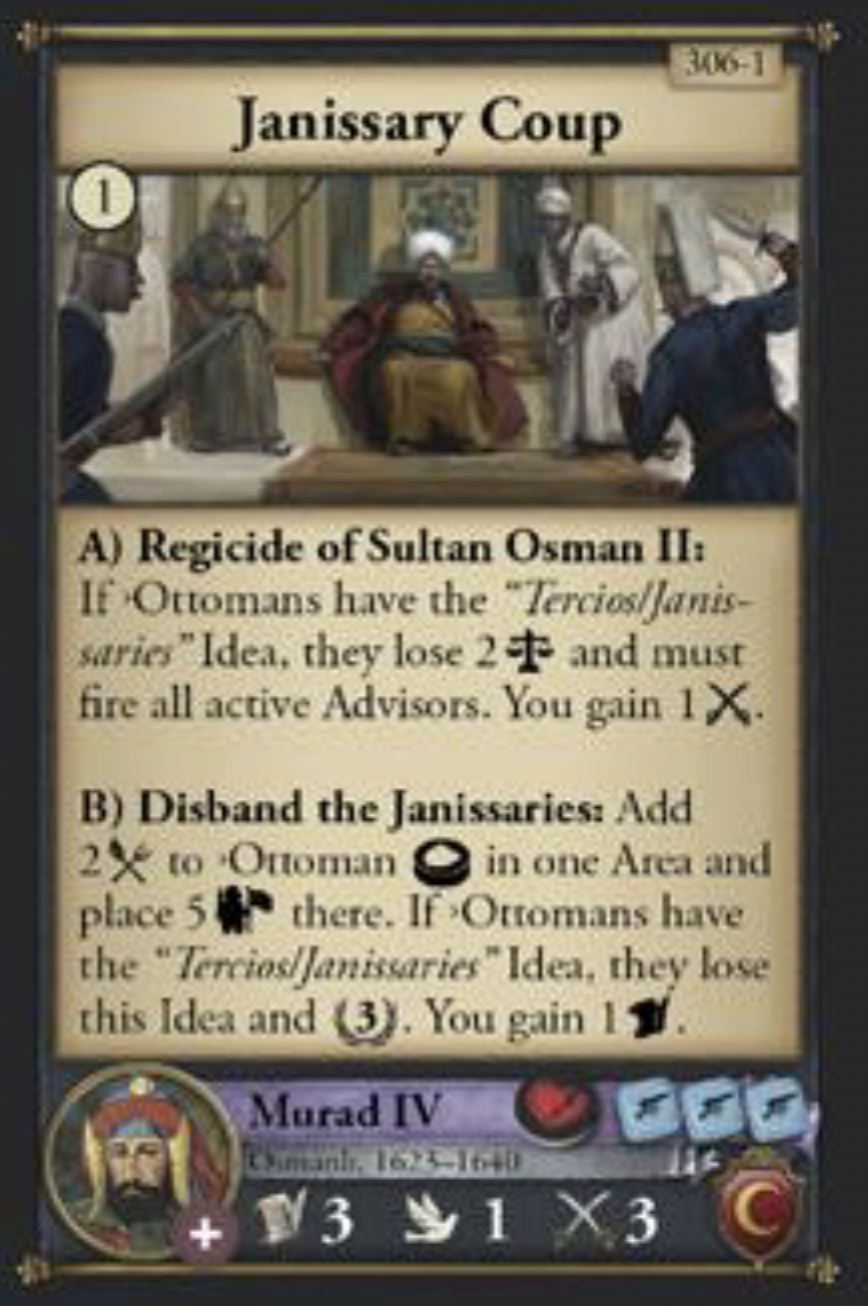 306-1
Janissary Coup
1
A) Regicide of Sultan Osman II:
If ›Ottomans have the “Tercios/Janis-
saries” Idea, they lose 2 and must
fire all active Advisors. You gain 1 .
B) Disband the Janissaries: Add
2 to ›Ottoman in one Area and
place 5 there. If ›Ottomans have
the “Tercios/Janissaries” Idea, they lose
this Idea and (3). You gain 1 .
Murad IV
Osmanlı, 1623–1640
3 1 3